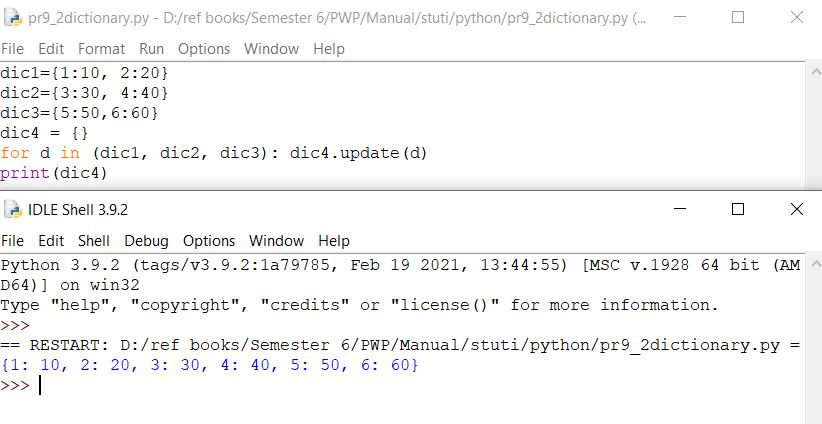 pr9_2dictionary.py - D:/ref books/Semester 6/PWP/Manual/stuti/python/pr9_2dictionary.py (...
File Edit Format Run Options Window Help
dic1={1:10, 2:20}
dic2={3:30, 4:40}
dic3={5:50,6:60}
dic4 = {}
for d in (dic1, dic2, dic3): dic4.update(d)
print(dic4)
IDLE Shell 3.9.2
File Edit Shell Debug Options Window Help
Python 3.9.2 (tags/v3.9.2:1a79785, Feb 19 2021, 13:44:55) [MSC v.1928 64 bit (AM
D64)] on win32
Type "help", "copyright", "credits" or "license()" for more information.
>>>
== RESTART: D:/ref books/Semester 6/PWP/Manual/stuti/python/pr9_2dictionary.py =
{1: 10, 2: 20, 3: 30, 4: 40, 5: 50, 6: 60}
>>>